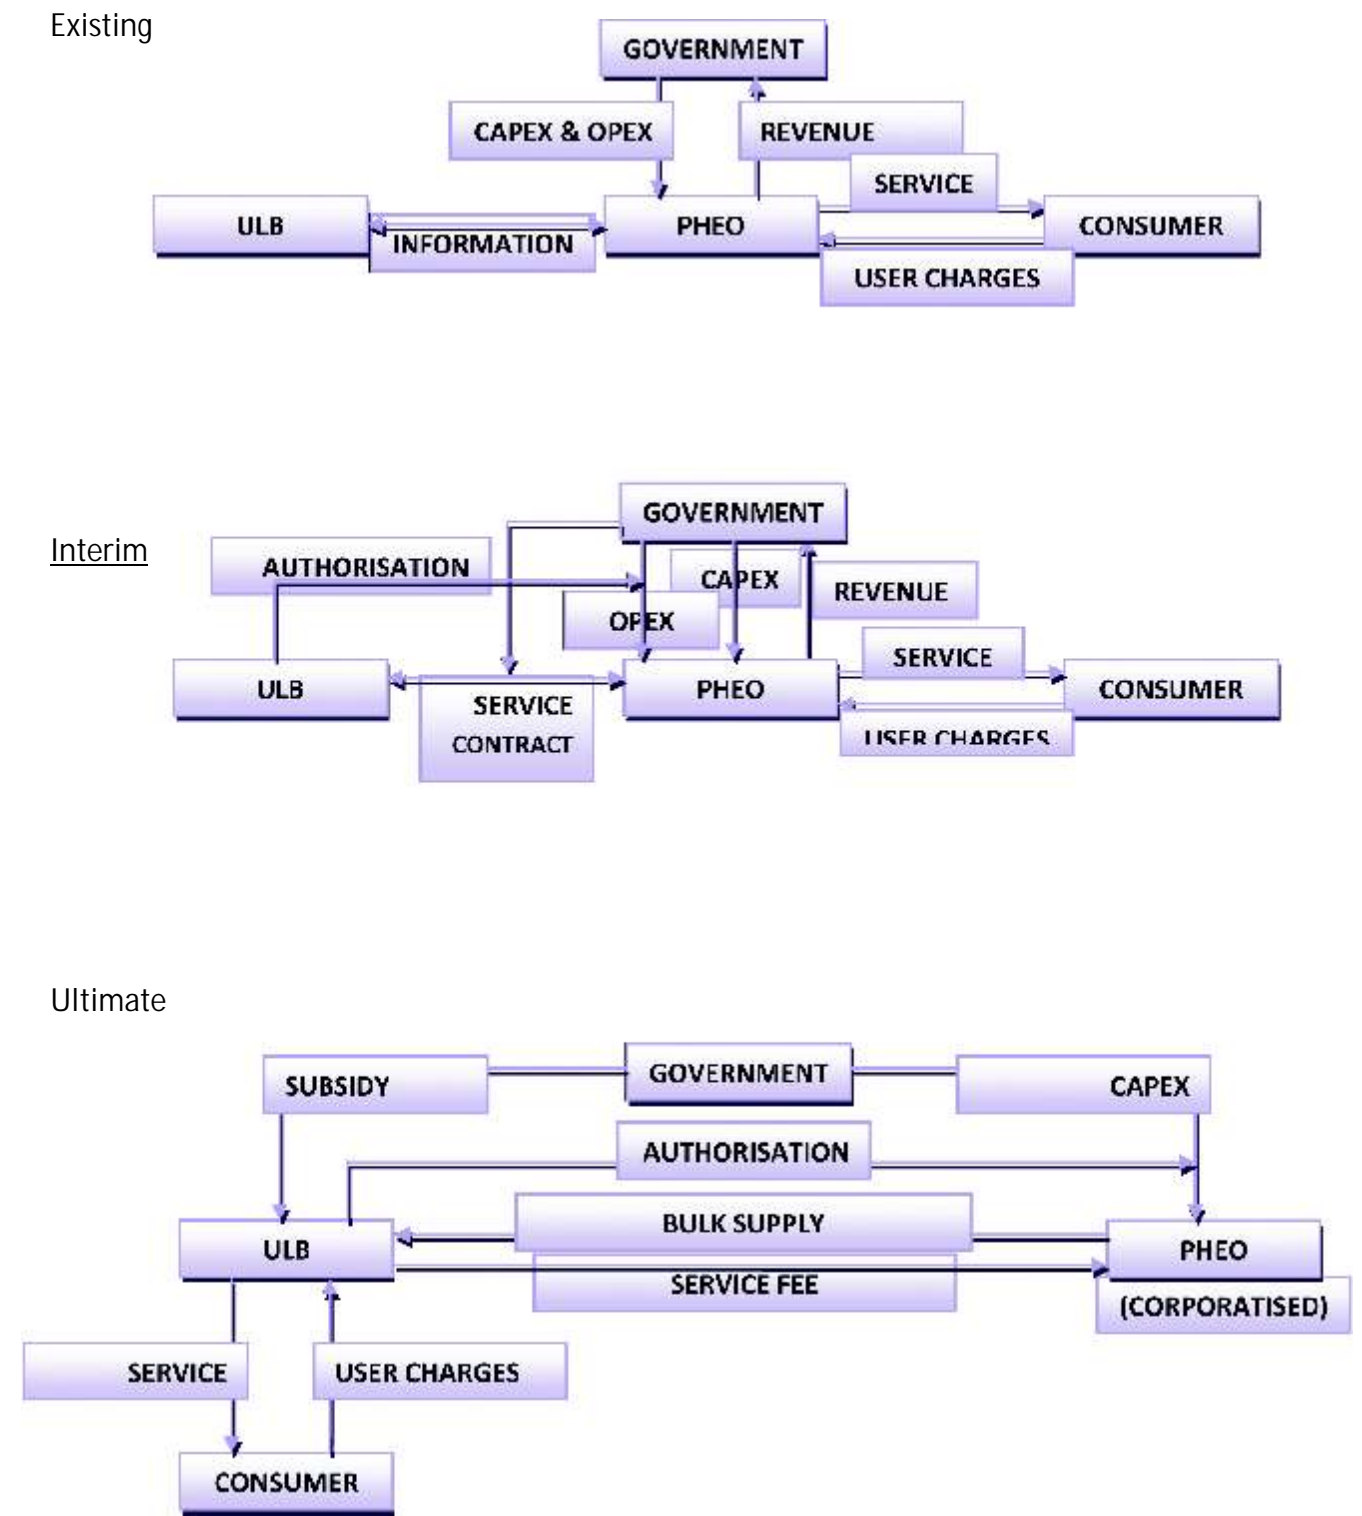 Existing
GOVERNMENT
CAPEX & OPEX
REVENUE
SERVICE
ULB
INFORMATION
PHEO
CONSUMER
USER CHARGES
Interim
GOVERNMENT
AUTHORISATION
CAPEX
REVENUE
OPEX
SERVICE
ULB
SERVICE
CONTRACT
PHEO
CONSUMER
USER CHARGES
Ultimate
SUBSIDY
GOVERNMENT
CAPEX
AUTHORISATION
BULK SUPPLY
ULB
PHEO
SERVICE FEE
(CORPORATISED)
SERVICE
USER CHARGES
CONSUMER